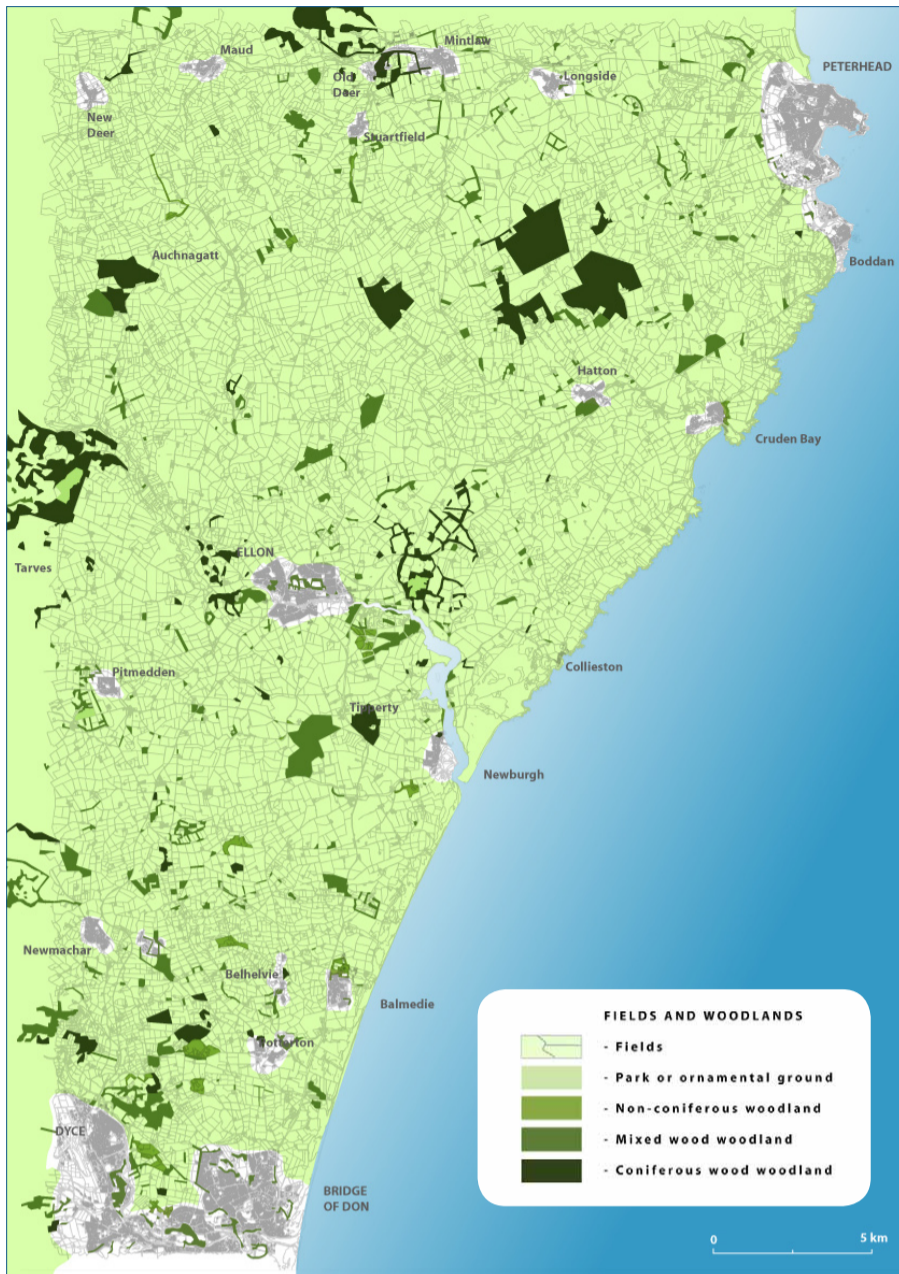 Maud
Mintlaw
Old
Deer
Longside
PETERHEAD
New
Deer
Stuartfield
Auchnagatt
Boddan
Hatton
Cruden Bay
ELLON
Tarves
Collieston
Pitmedden
Tipperty
Newburgh
Newmachar
Belhelvie
Balmedie
Potterton
DYCE
BRIDGE
OF DON
FIELDS AND WOODLANDS
- Fields
- Park or ornamental ground
- Non-coniferous woodland
- Mixed wood woodland
- Coniferous wood woodland
0 5 km